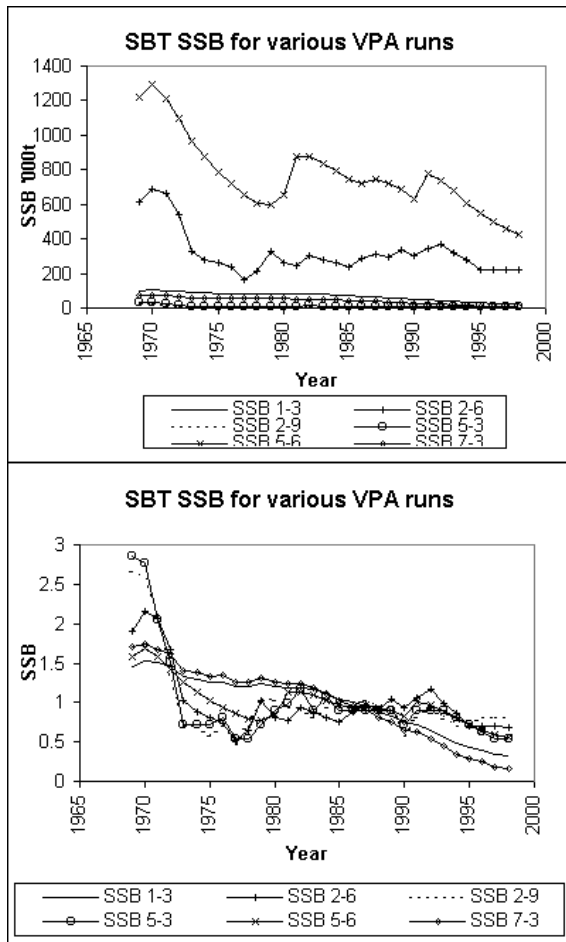 SBT SSB for various VPA runs
1400
1200
1000
800
600
400
200
0
SSB '000t
1965
1970
1975
1980
1985
1990
1995
2000
Year
SSB 1-3
SSB 2-6
SSB 2-9
SSB 5-3
SSB 5-6
SSB 7-3
SBT SSB for various VPA runs
3
2.5
2
1.5
1
0.5
0
SSB
1965
1970
1975
1980
1985
1990
1995
2000
Year
SSB 1-3
SSB 2-6
SSB 2-9
SSB 5-3
SSB 5-6
SSB 7-3